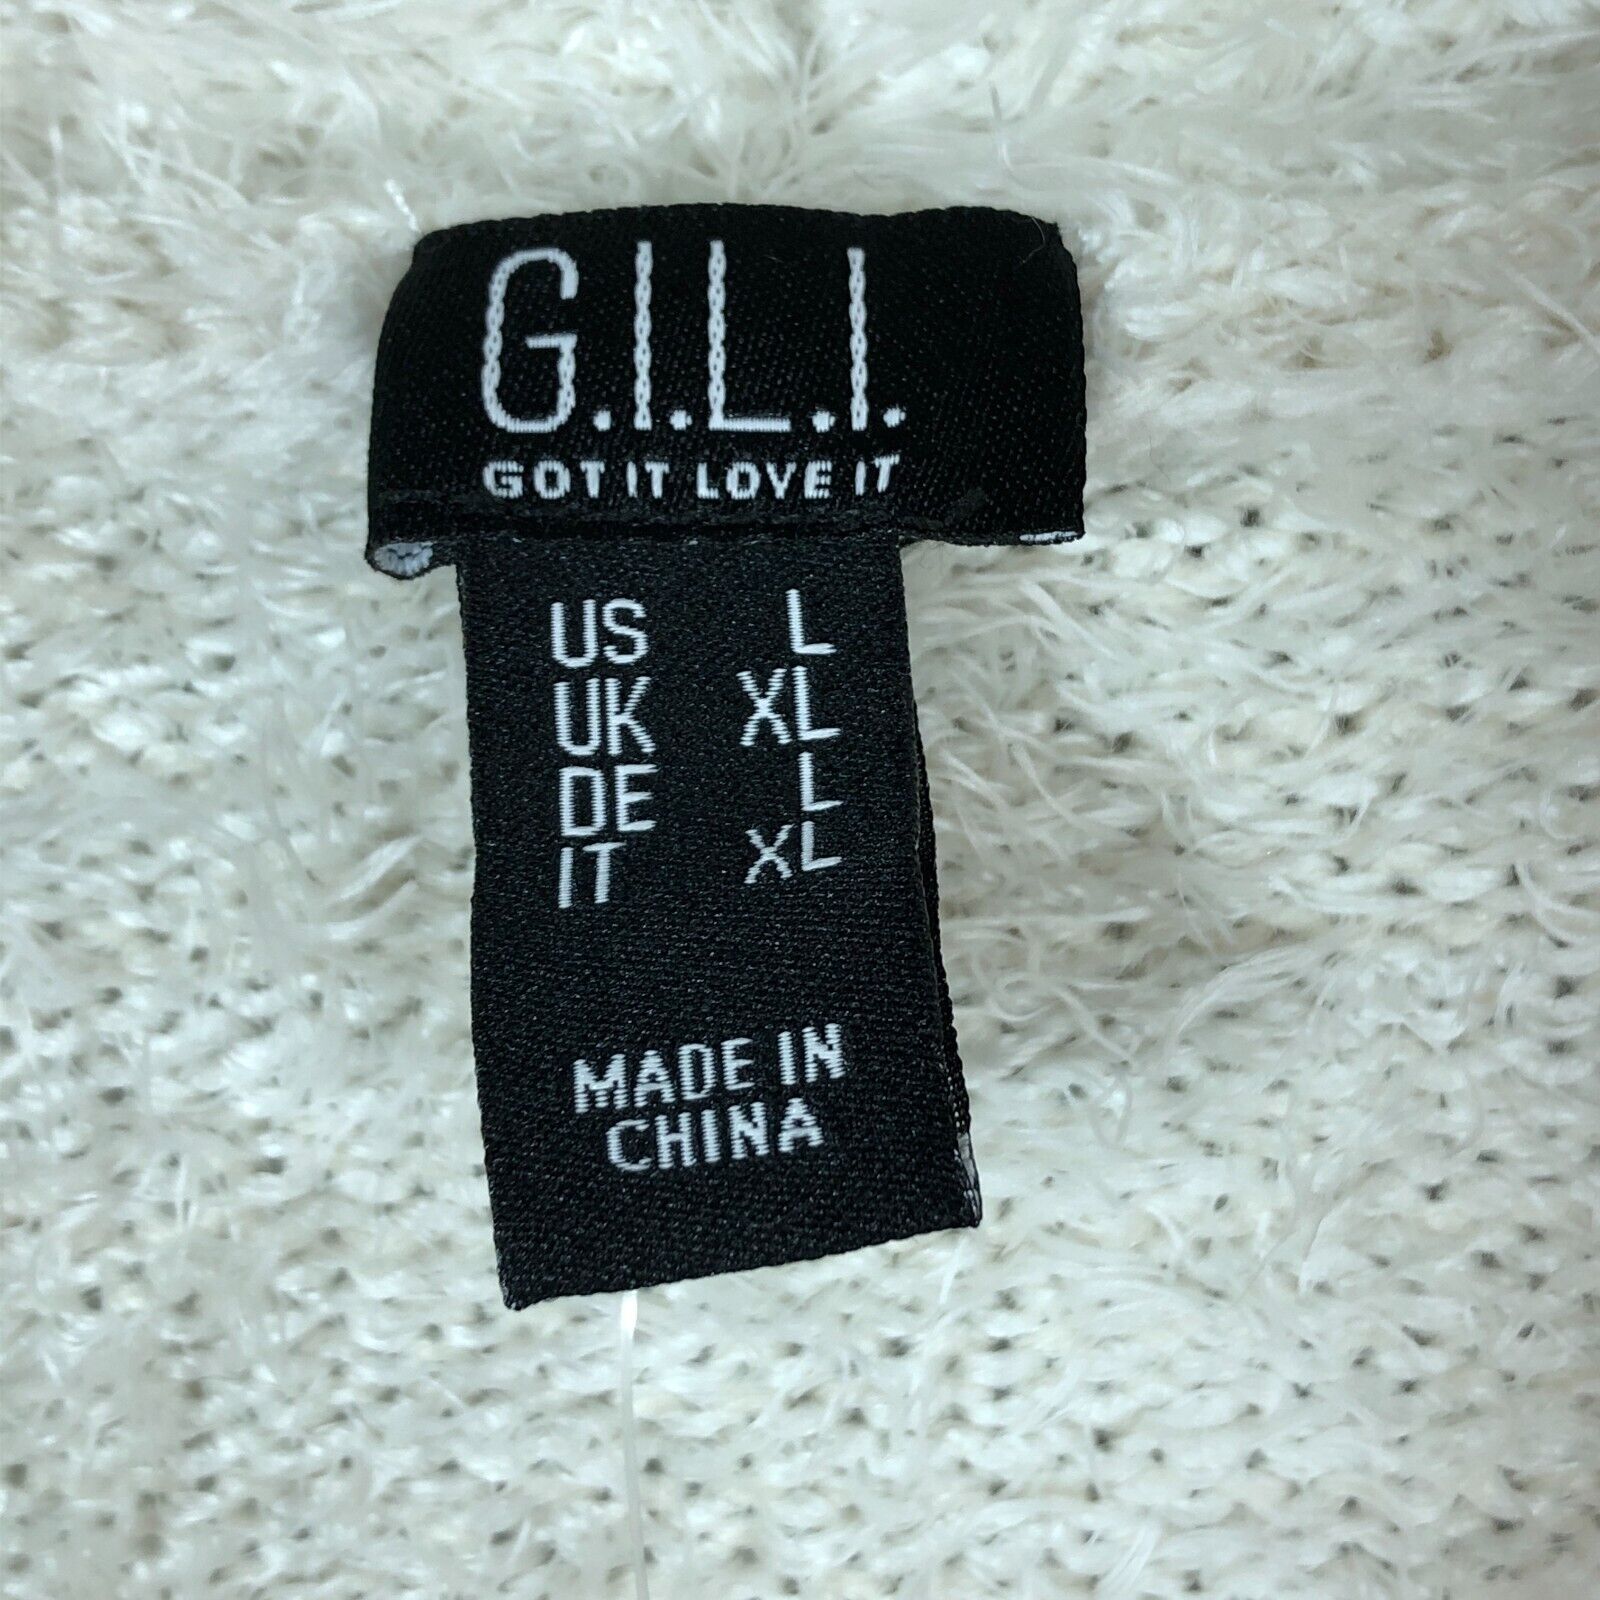 G.I.L.I.
GOT IT LOVE IT
US L
UK XL
DE L
IT XL
MADE IN
CHINA